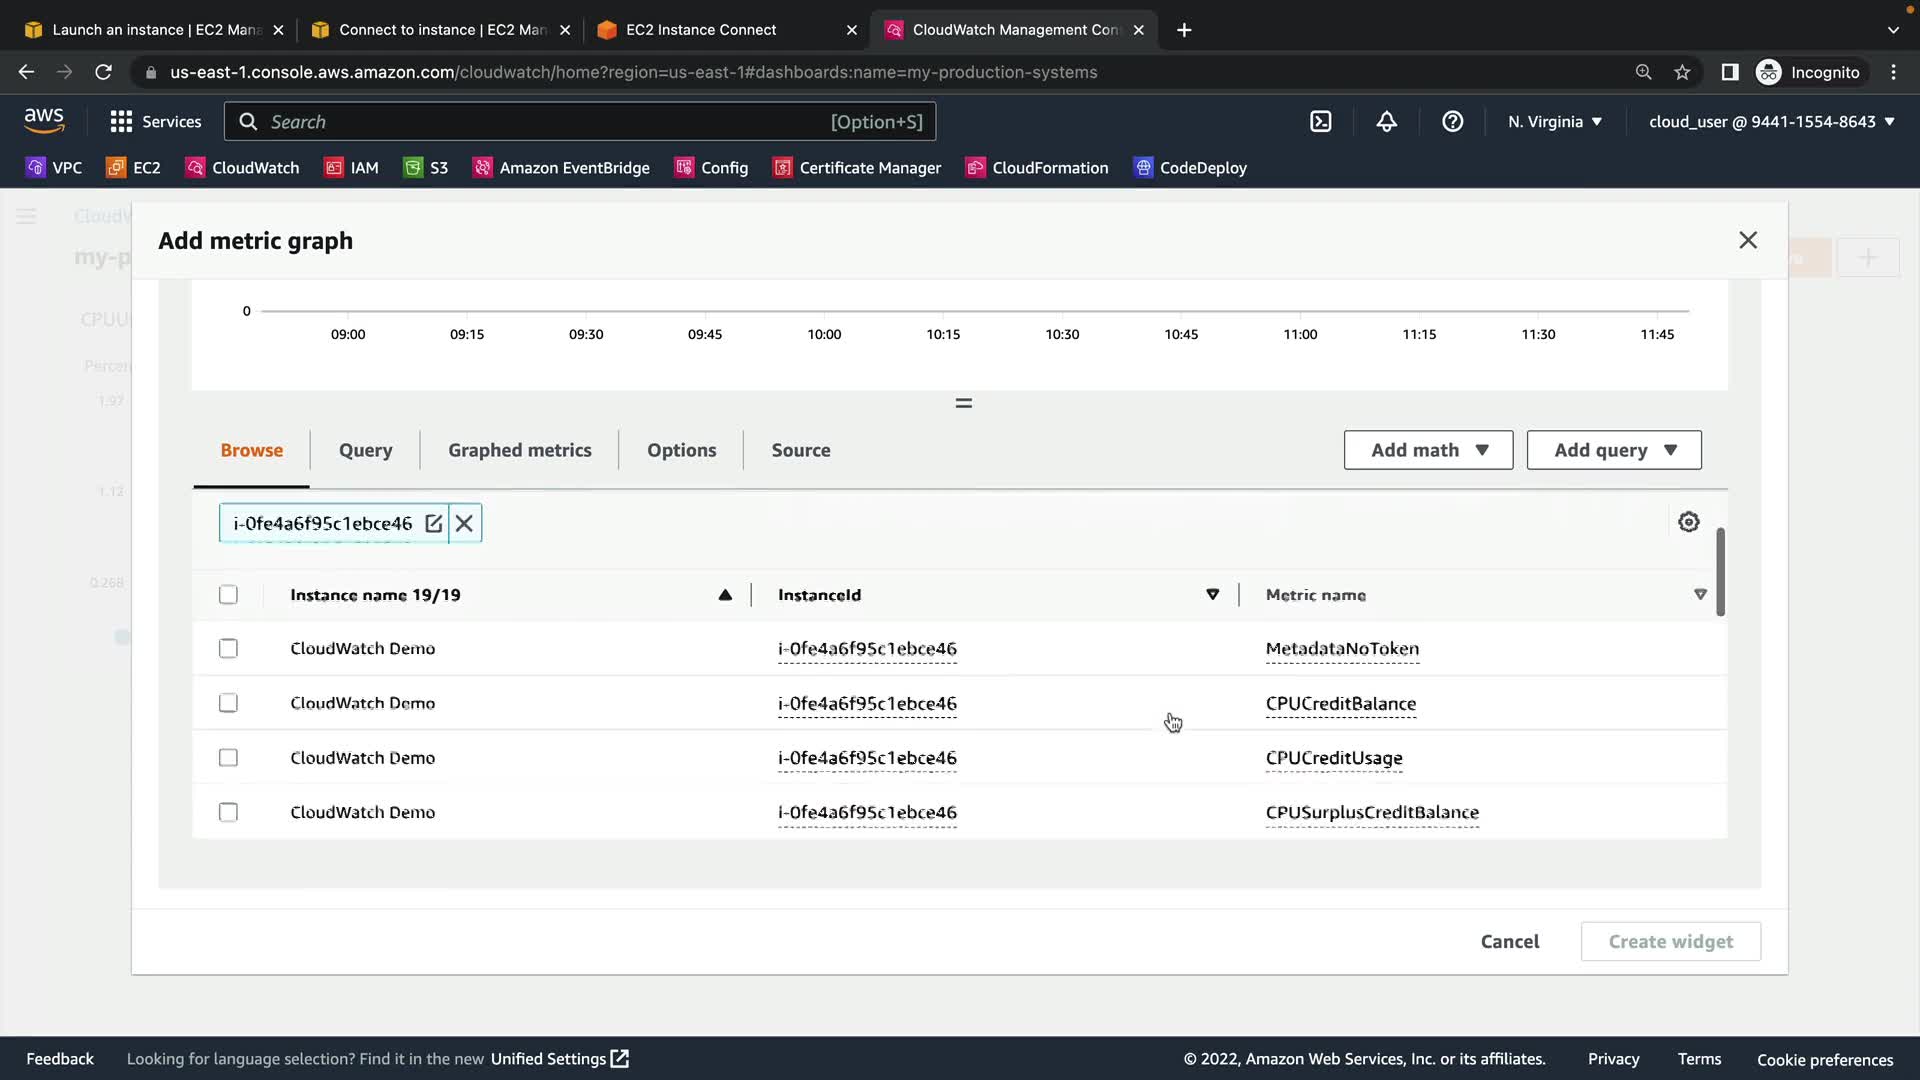 Launch an instance | EC2 Mana
Connect to instance | EC2 Man
EC2 Instance Connect
CloudWatch Management Con
us-east-1.console.aws.amazon.com/cloudwatch/home?region=us-east-1#dashboards:name=my-production-systems
Incognito
aws
Services
Search
[Option+S]
N. Virginia
cloud_user @ 9441-1554-8643
VPC
EC2
CloudWatch
IAM
S3
Amazon EventBridge
Config
Certificate Manager
CloudFormation
CodeDeploy
CloudW
my-p
CPUU
Percen
1.97
1.12
0.268
Add metric graph
0
09:00 09:15 09:30 09:45 10:00 10:15 10:30 10:45 11:00 11:15 11:30 11:45
Browse
Query
Graphed metrics
Options
Source
Add math
Add query
i-0fe4a6f95c1ebce46
Instance name 19/19 InstanceId Metric name
CloudWatch Demo i-0fe4a6f95c1ebce46 MetadataNoToken
CloudWatch Demo i-0fe4a6f95c1ebce46 CPUCreditBalance
CloudWatch Demo i-0fe4a6f95c1ebce46 CPUCreditUsage
CloudWatch Demo i-0fe4a6f95c1ebce46 CPUSurplusCreditBalance
Cancel
Create widget
Feedback
Looking for language selection? Find it in the new Unified Settings
© 2022, Amazon Web Services, Inc. or its affiliates.
Privacy
Terms
Cookie preferences